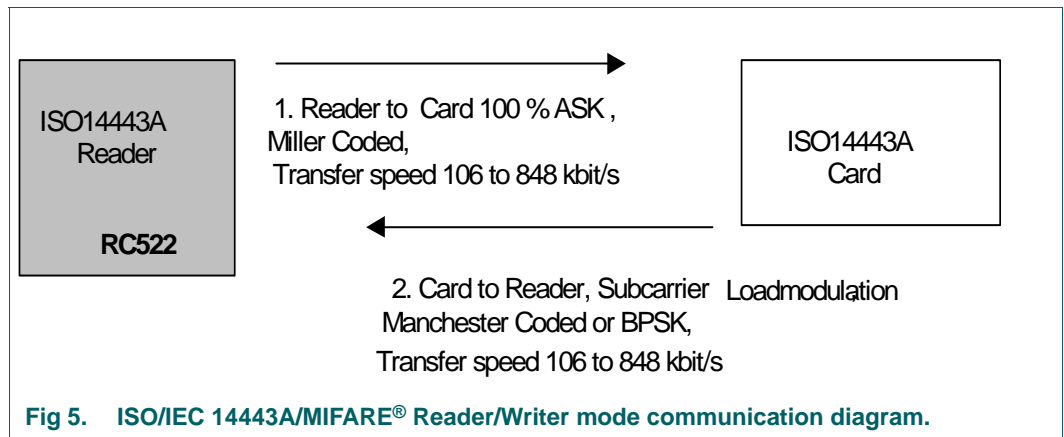 ISO14443A
Reader
RC522
1. Reader to Card 100 % ASK ,
Miller Coded,
Transfer speed 106 to 848 kbit/s
ISO14443A
Card
2. Card to Reader, Subcarrier Loadmodulation,
Manchester Coded or BPSK,
Transfer speed 106 to 848 kbit/s
Fig 5. ISO/IEC 14443A/MIFARE® Reader/Writer mode communication diagram.